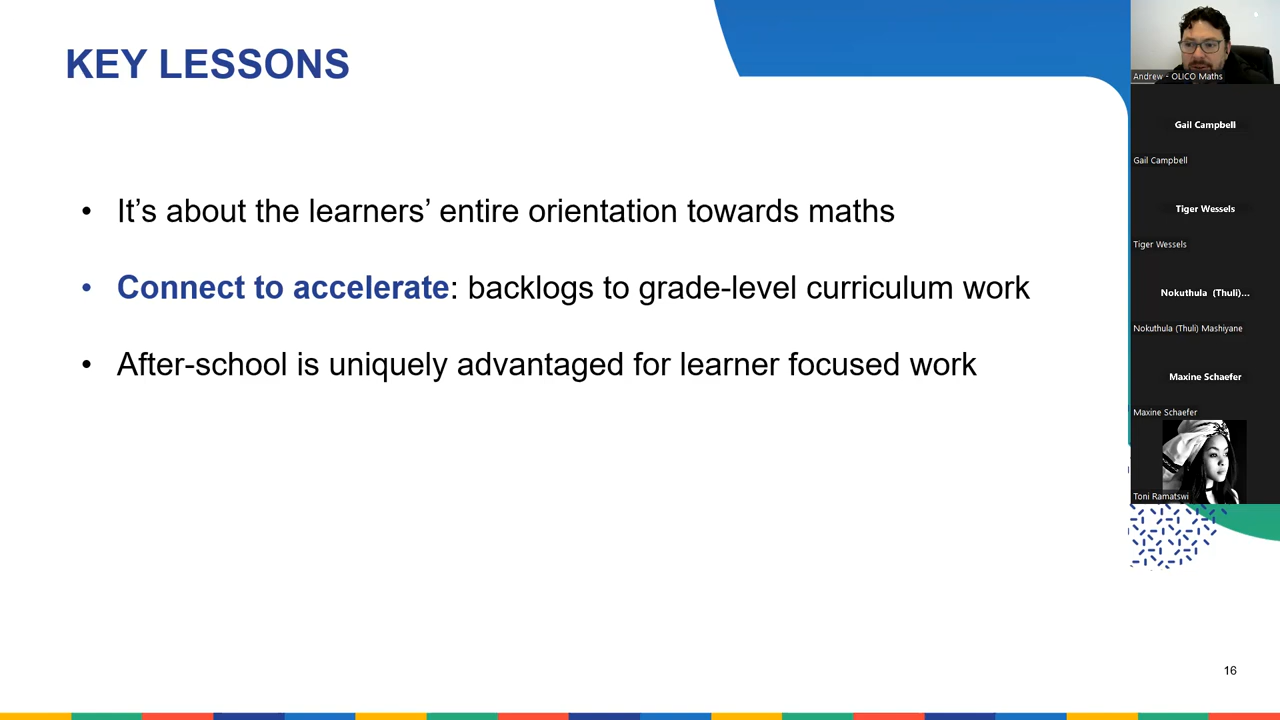 KEY LESSONS
• It’s about the learners’ entire orientation towards maths
• Connect to accelerate: backlogs to grade-level curriculum work
• After-school is uniquely advantaged for learner focused work
16
Andrew - OLICO Maths
Gail Campbell
Gail Campbell
Tiger Wessels
Tiger Wessels
Nokuthula (Thuli)...
Nokuthula (Thuli) Mashiyane
Maxine Schaefer
Maxine Schaefer
Toni Ramatswi